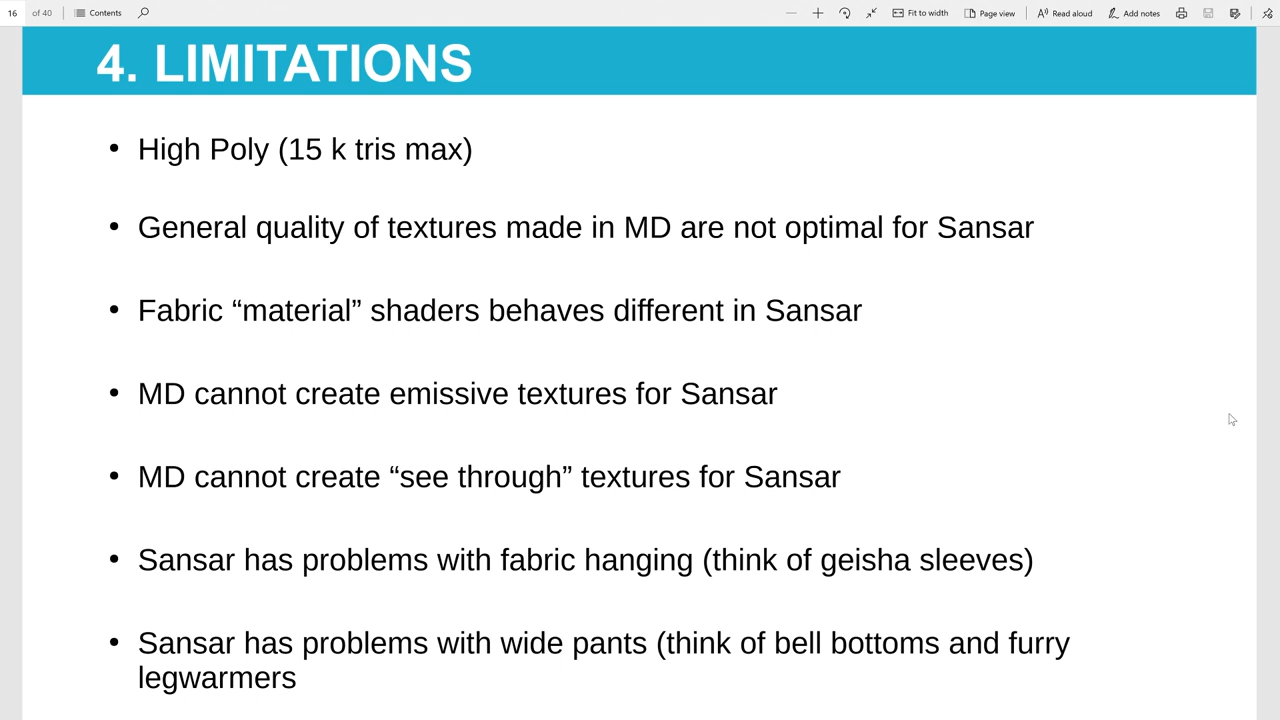 16 of 40 Contents Fit to width Page view Read aloud Add notes
4. LIMITATIONS
• High Poly (15 k tris max)
• General quality of textures made in MD are not optimal for Sansar
• Fabric “material” shaders behaves different in Sansar
• MD cannot create emissive textures for Sansar
• MD cannot create “see through” textures for Sansar
• Sansar has problems with fabric hanging (think of geisha sleeves)
• Sansar has problems with wide pants (think of bell bottoms and furry
legwarmers